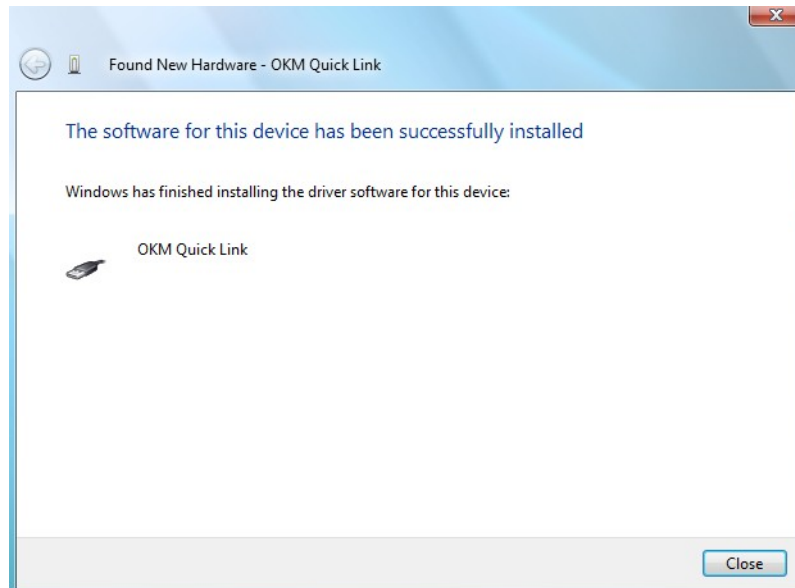 Found New Hardware - OKM Quick Link
The software for this device has been successfully installed
Windows has finished installing the driver software for this device:
OKM Quick Link
Close